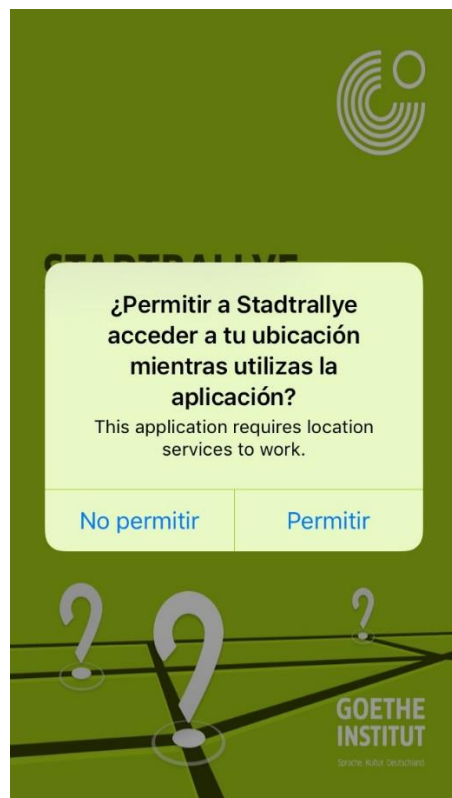 STADTRALLYE
¿Permitir a Stadtrallye
acceder a tu ubicación
mientras utilizas la
aplicación?
This application requires location
services to work.
No permitir
Permitir
GOETHE
INSTITUT
Sprache. Kultur. Deutschland.